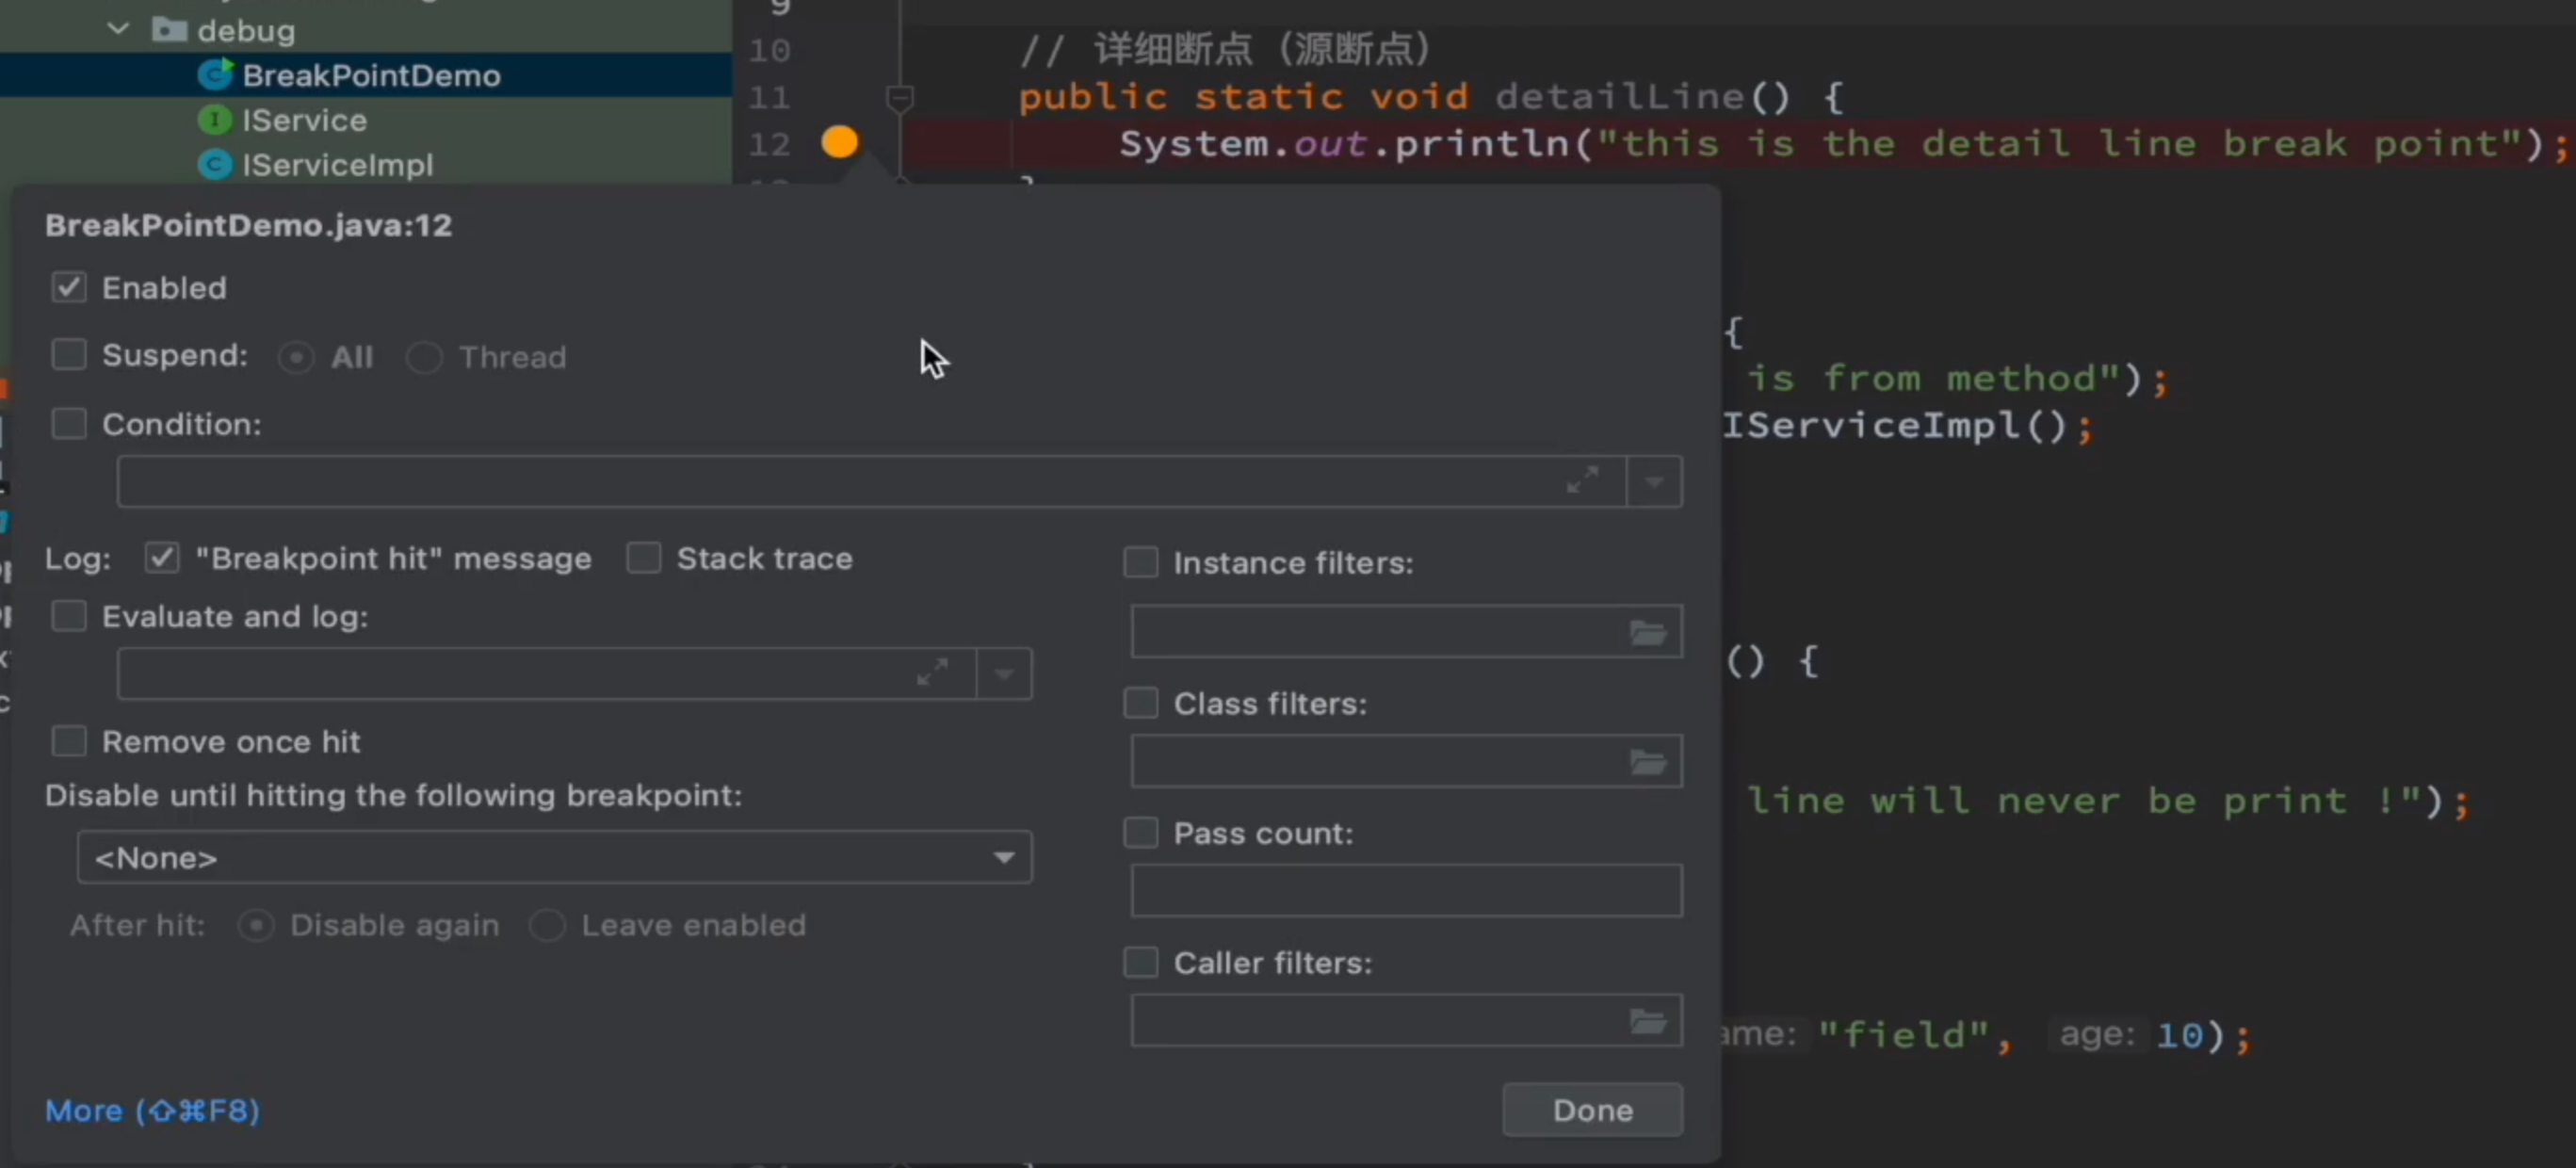 debug
BreakPointDemo
IService
IServiceImpl
9
10 // 详细断点（源断点）
11 public static void detailLine() {
12 System.out.println("this is the detail line break point");
}
BreakPointDemo.java:12
Enabled
Suspend: All Thread
Condition:
Log: "Breakpoint hit" message Stack trace
Evaluate and log:
Remove once hit
Disable until hitting the following breakpoint:
<None>
After hit: Disable again Leave enabled
Instance filters:
Class filters:
Pass count:
Caller filters:
More (⇧⌘F8)
Done
{
is from method");
IServiceImpl();
() {
line will never be print !");
ame: "field", age: 10);